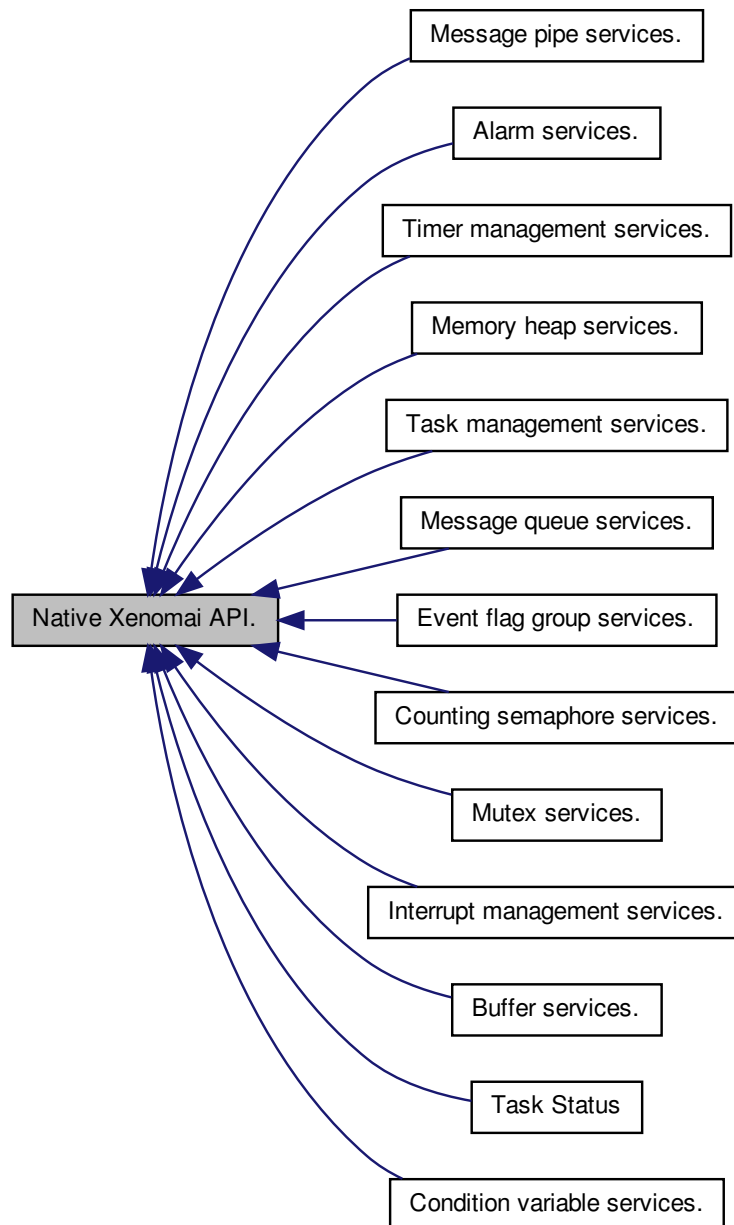 Message pipe services.
Alarm services.
Timer management services.
Memory heap services.
Task management services.
Message queue services.
Native Xenomai API.
Event flag group services.
Counting semaphore services.
Mutex services.
Interrupt management services.
Buffer services.
Task Status
Condition variable services.